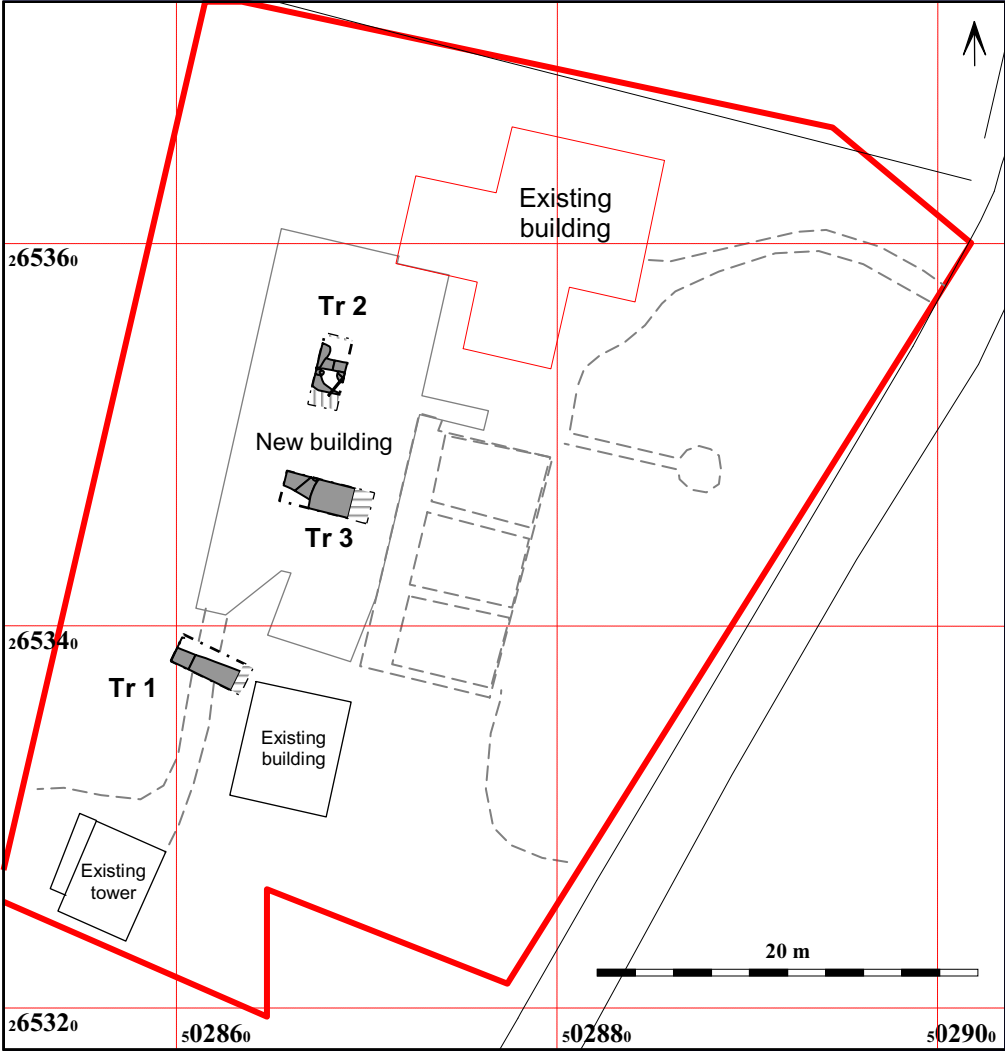 Existing
building
265360
Tr 2
New building
Tr 3
265340
Tr 1
Existing
building
Existing
tower
20 m
265320
502860
502880
502900